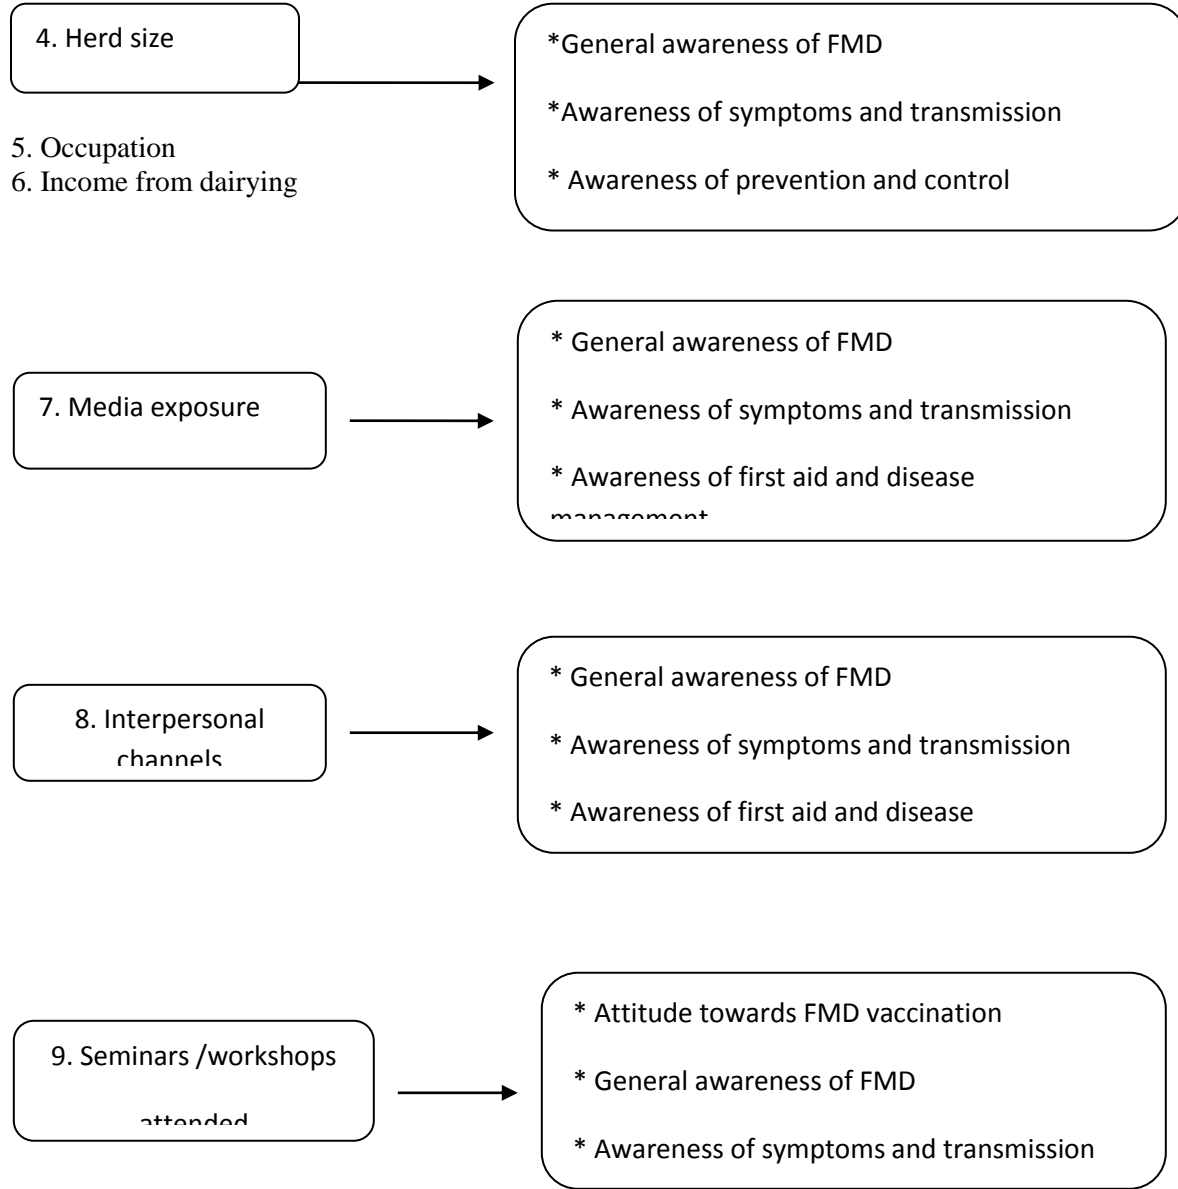 4. Herd size
*General awareness of FMD
*Awareness of symptoms and transmission
* Awareness of prevention and control
5. Occupation
6. Income from dairying
7. Media exposure
* General awareness of FMD
* Awareness of symptoms and transmission
* Awareness of first aid and disease
management
8. Interpersonal
channels
* General awareness of FMD
* Awareness of symptoms and transmission
* Awareness of first aid and disease
9. Seminars /workshops
attended
* Attitude towards FMD vaccination
* General awareness of FMD
* Awareness of symptoms and transmission